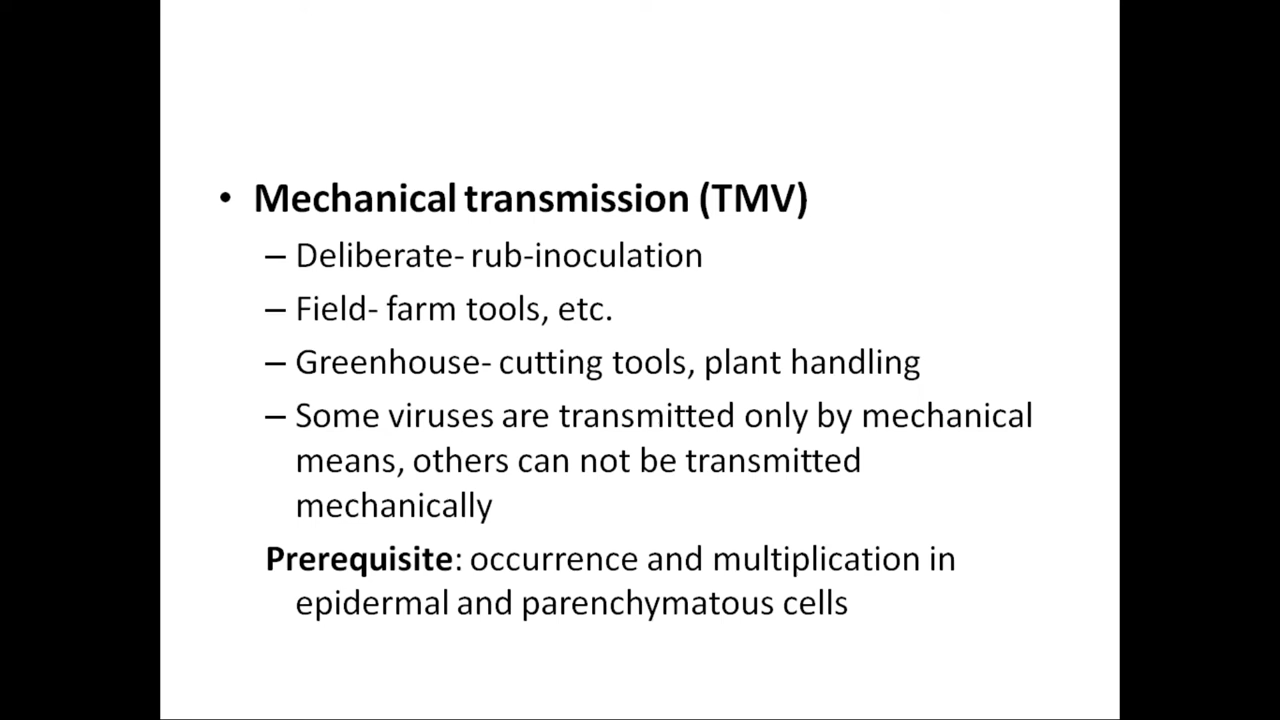 • Mechanical transmission (TMV)
– Deliberate- rub-inoculation
– Field- farm tools, etc.
– Greenhouse- cutting tools, plant handling
– Some viruses are transmitted only by mechanical
means, others can not be transmitted
mechanically
Prerequisite: occurrence and multiplication in
epidermal and parenchymatous cells